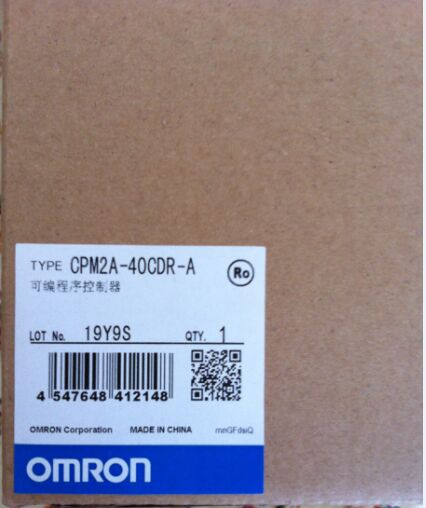 TYPE CPM2A-40CDR-A
Ro
可编程序控制器
LOT No. 19Y9S QTY. 1
4 547648 412148
OMRON Corporation MADE IN CHINA
OMRON